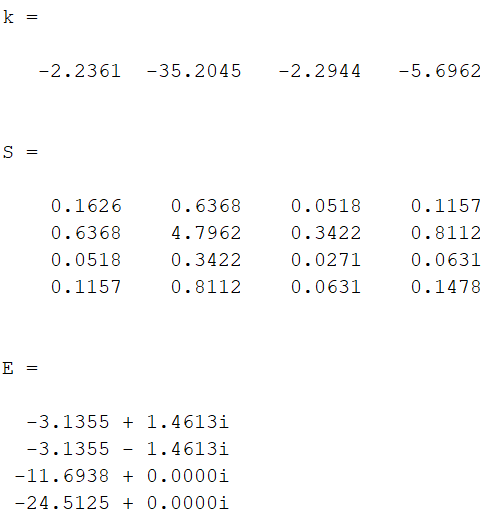 k =
-2.2361 -35.2045 -2.2944 -5.6962
S =
0.1626 0.6368 0.0518 0.1157
0.6368 4.7962 0.3422 0.8112
0.0518 0.3422 0.0271 0.0631
0.1157 0.8112 0.0631 0.1478
E =
-3.1355 + 1.4613i
-3.1355 - 1.4613i
-11.6938 + 0.0000i
-24.5125 + 0.0000i